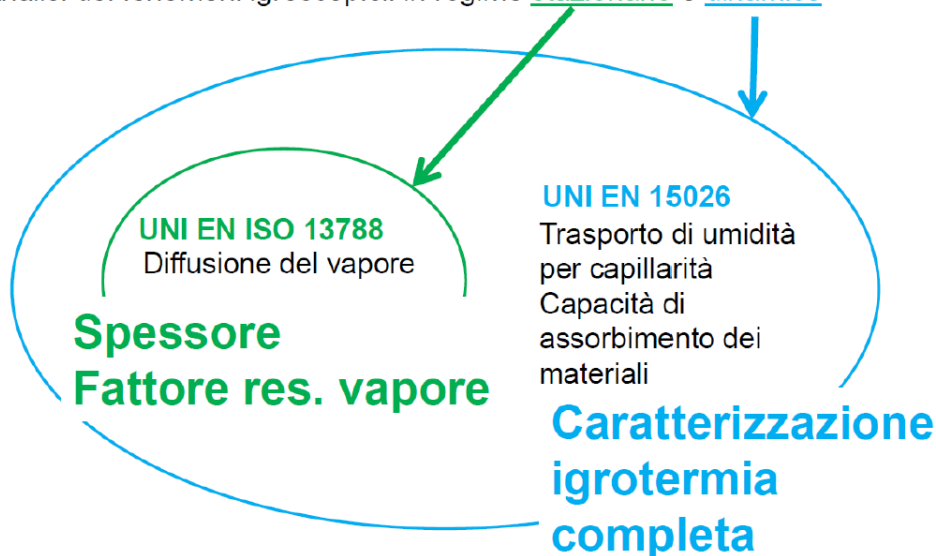 UNI EN ISO 13788
Diffusione del vapore
Spessore
Fattore res. vapore
UNI EN 15026
Trasporto di umidità
per capillarità
Capacità di
assorbimento dei
materiali
Caratterizzazione
igrotermia
completa